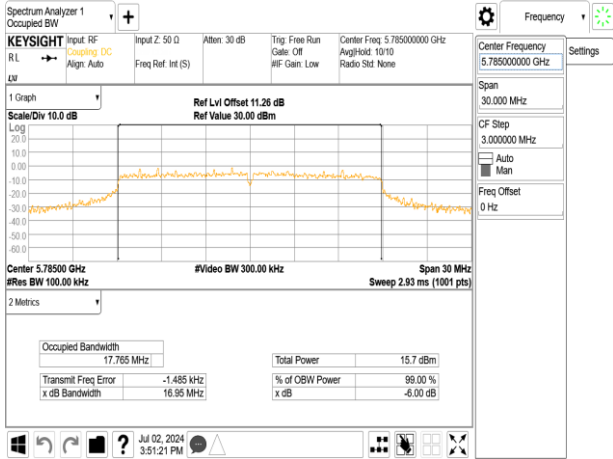 Spectrum Analyzer 1
Occupied BW
Frequency
KEYSIGHT Input: RF Input Z: 50 Ω Atten: 30 dB Trig: Free Run Center Freq: 5.785000000 GHz
Coupling: DC Gate: Off Avg|Hold: 10/10
RL Align: Auto Freq Ref: Int (S) #IF Gain: Low Radio Std: None
Center Frequency
5.785000000 GHz
Settings
Span
30.000 MHz
CF Step
3.000000 MHz
Auto
Man
Freq Offset
0 Hz
1 Graph
Ref Lvl Offset 11.26 dB
Scale/Div 10.0 dB Ref Value 30.00 dBm
Log
20.0
10.0
0.00
-10.0
-20.0
-30.0
-40.0
-50.0
-60.0
Center 5.78500 GHz #Video BW 300.00 kHz Span 30 MHz
#Res BW 100.00 kHz Sweep 2.93 ms (1001 pts)
2 Metrics
Occupied Bandwidth
17.765 MHz Total Power 15.7 dBm
Transmit Freq Error -1.485 kHz % of OBW Power 99.00 %
x dB Bandwidth 16.95 MHz x dB -6.00 dB
Jul 02, 2024
3:51:21 PM